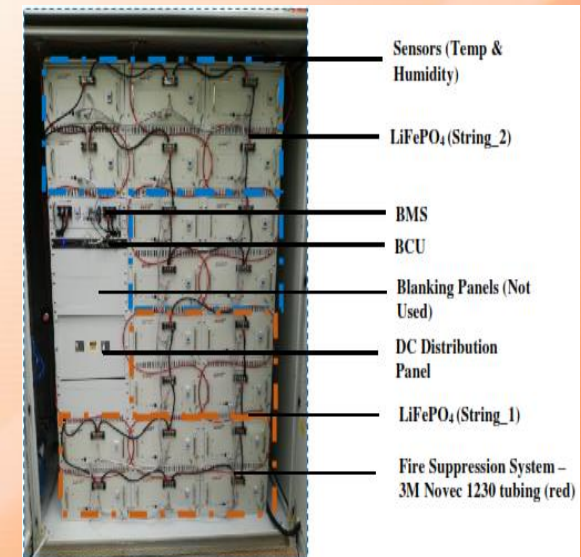 Sensors (Temp &
Humidity)
LiFePO₄ (String_2)
BMS
BCU
Blanking Panels (Not
Used)
DC Distribution
Panel
LiFePO₄ (String_1)
Fire Suppression System –
3M Novec 1230 tubing (red)